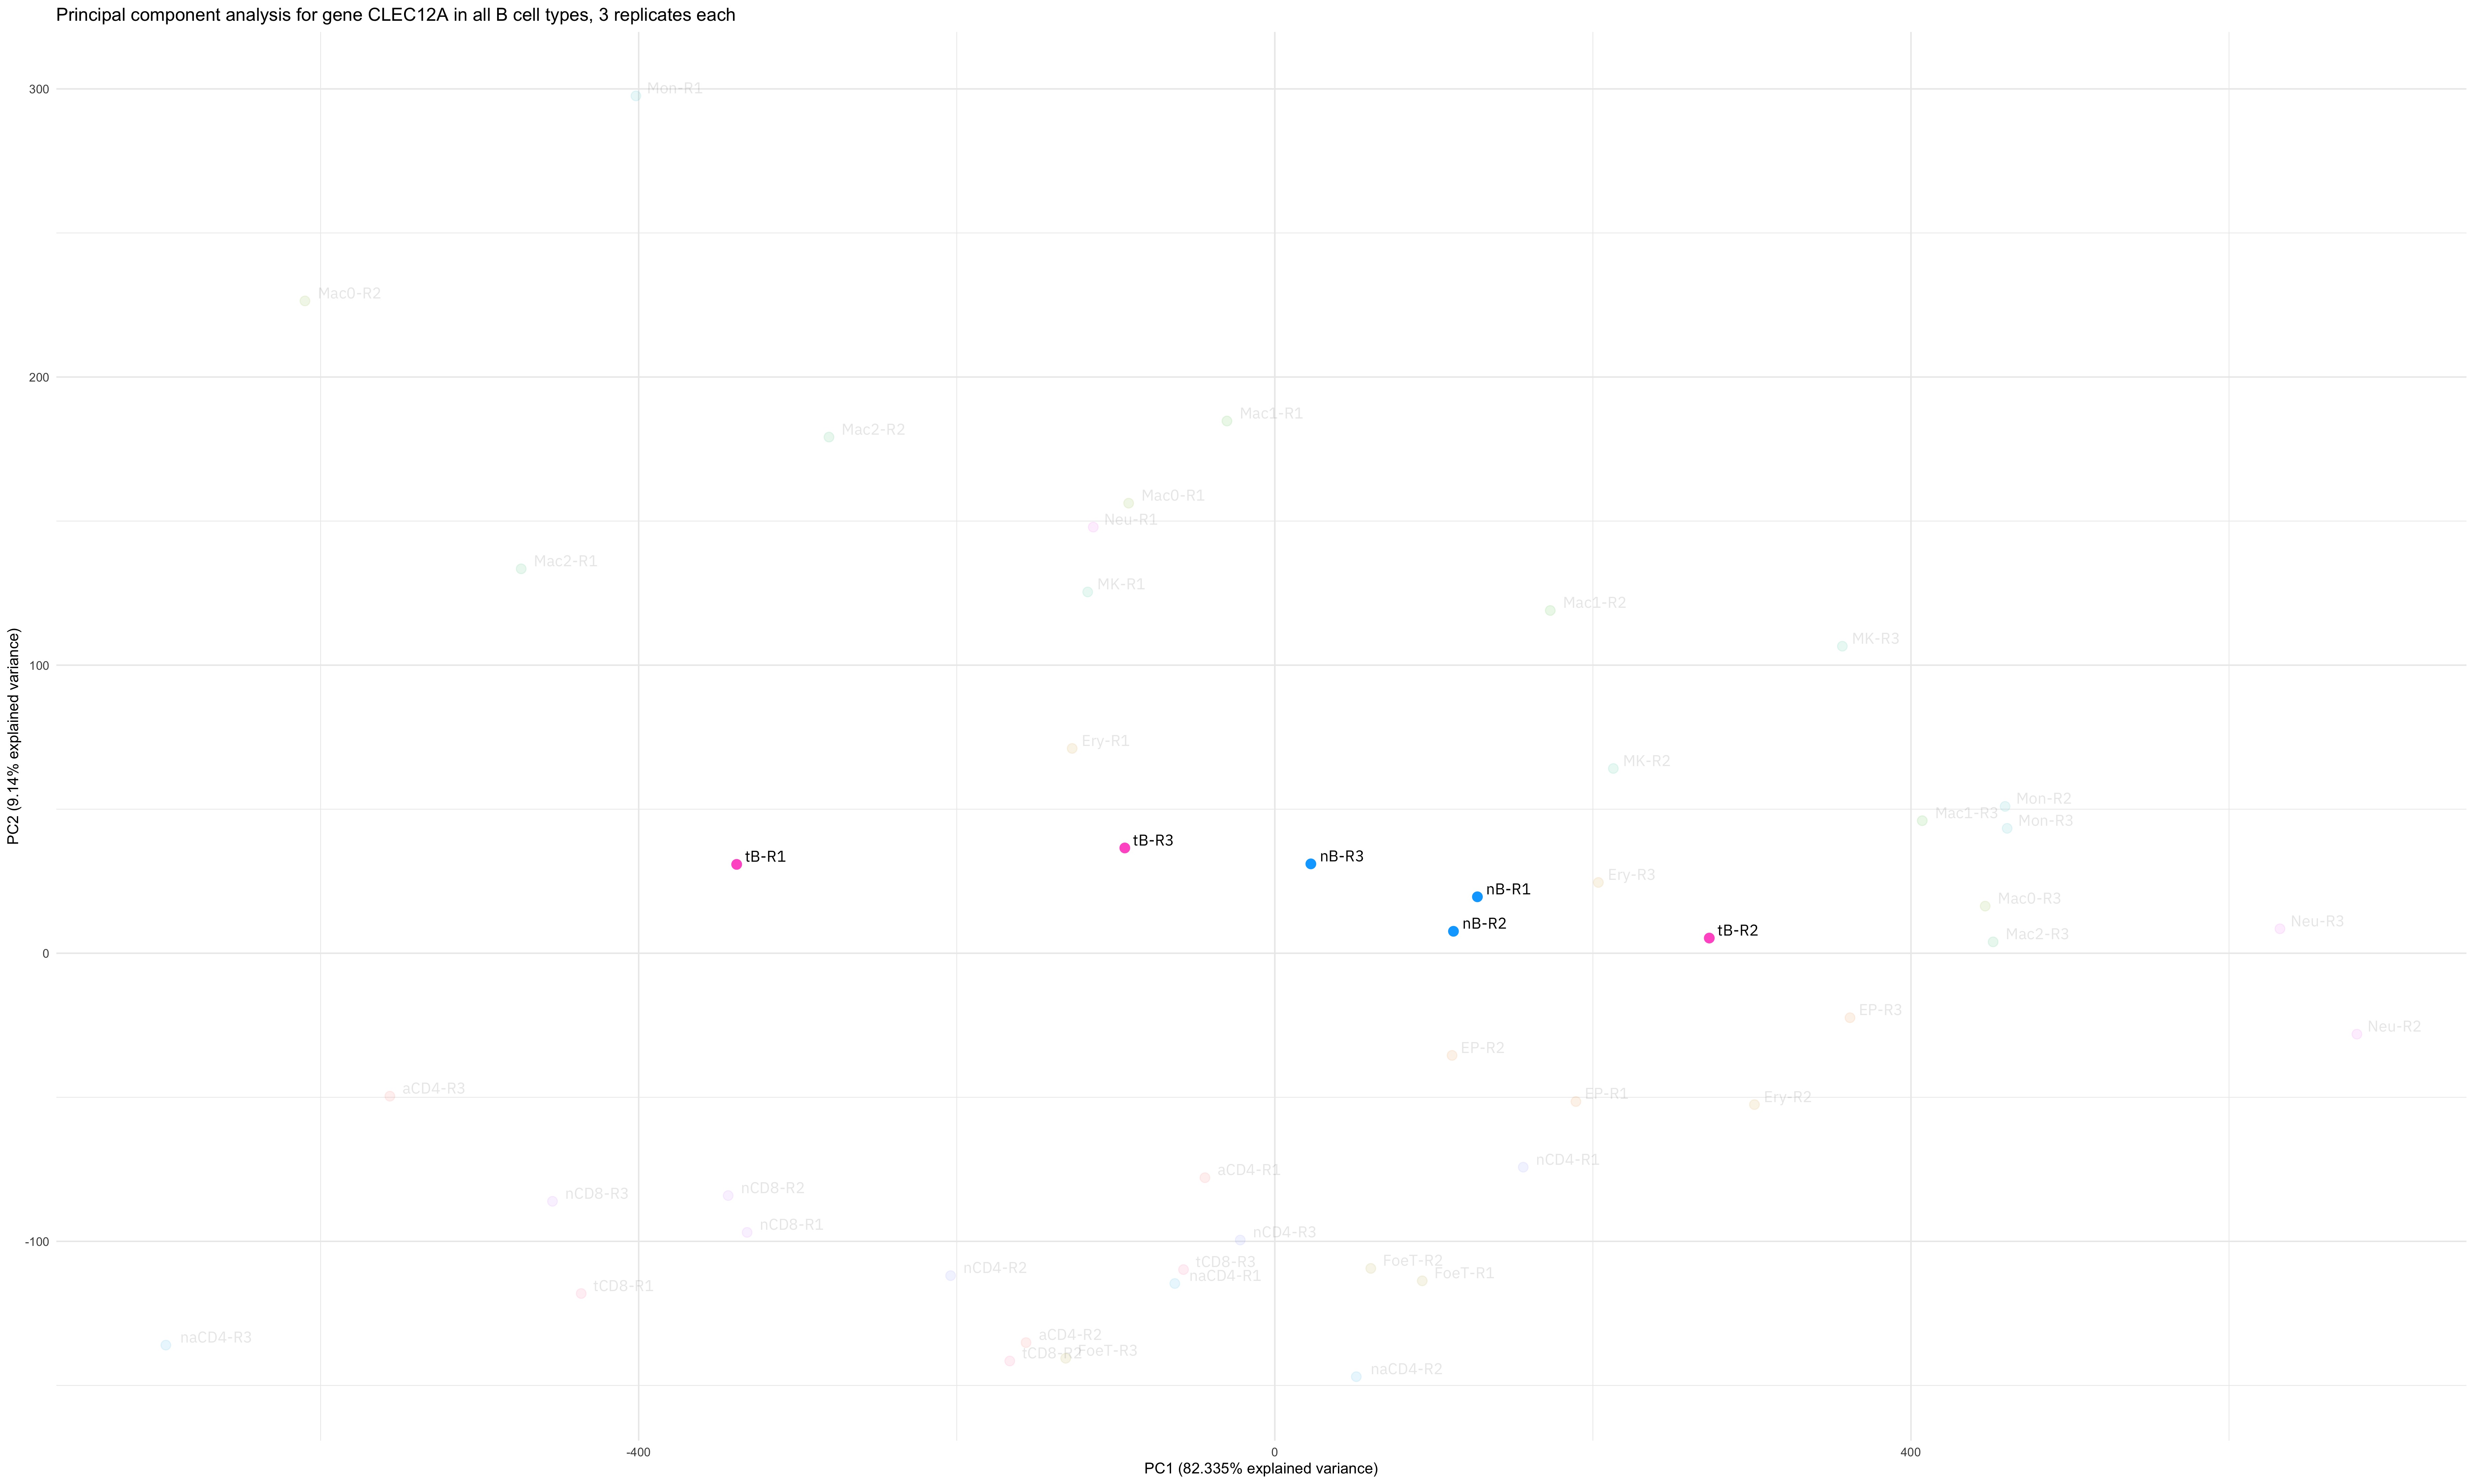 Principal component analysis for gene CLEC12A in all B cell types, 3 replicates each
300
Mon-R1
Mac0-R2
200
Mac1-R1
Mac2-R2
Mac0-R1
Neu-R1
Mac2-R1
MK-R1
Mac1-R2
MK-R3
100
Ery-R1
MK-R2
Mon-R2
Mac1-R3
Mon-R3
tB-R3
tB-R1
nB-R3
Ery-R3
nB-R1
Mac0-R3
Neu-R3
nB-R2
tB-R2
Mac2-R3
0
EP-R3
Neu-R2
EP-R2
aCD4-R3
EP-R1
Ery-R2
nCD4-R1
aCD4-R1
nCD8-R2
nCD8-R3
nCD8-R1
nCD4-R3
-100
tCD8-R3
FoeT-R2
nCD4-R2
FoeT-R1
naCD4-R1
tCD8-R1
aCD4-R2
naCD4-R3
FoeT-R3
tCD8-R2
naCD4-R2
-400
0
400
PC1 (82.335% explained variance)
PC2 (9.14% explained variance)